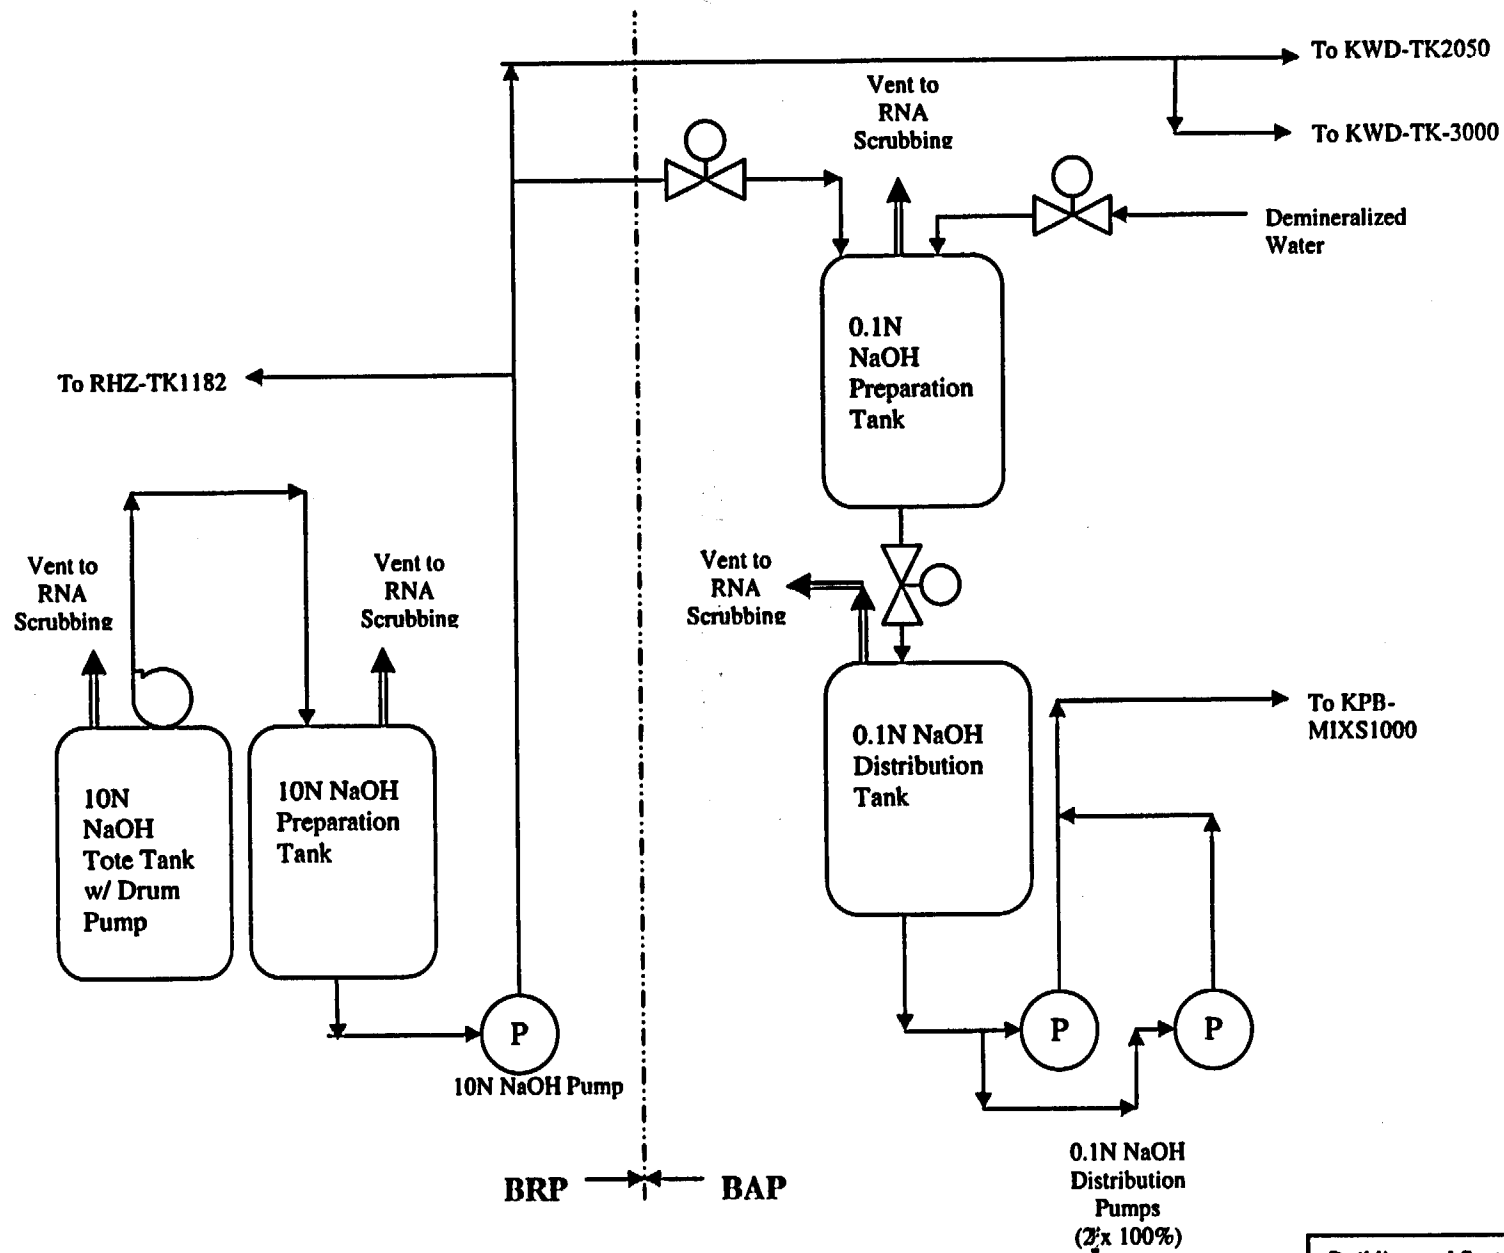 To KWD-TK2050
Vent to
RNA
Scrubbing
To KWD-TK-3000
Demineralized
Water
0.1N
NaOH
Preparation
Tank
To RHZ-TK1182
Vent to
RNA
Scrubbing
Vent to
RNA
Scrubbing
Vent to
RNA
Scrubbing
To KPB-
MIXS1000
0.1N NaOH
Distribution
Tank
10N
NaOH
Tote Tank
w/ Drum
Pump
10N NaOH
Preparation
Tank
P
10N NaOH Pump
P
P
0.1N NaOH
Distribution
Pumps
(2 x 100%)
BRP
BAP